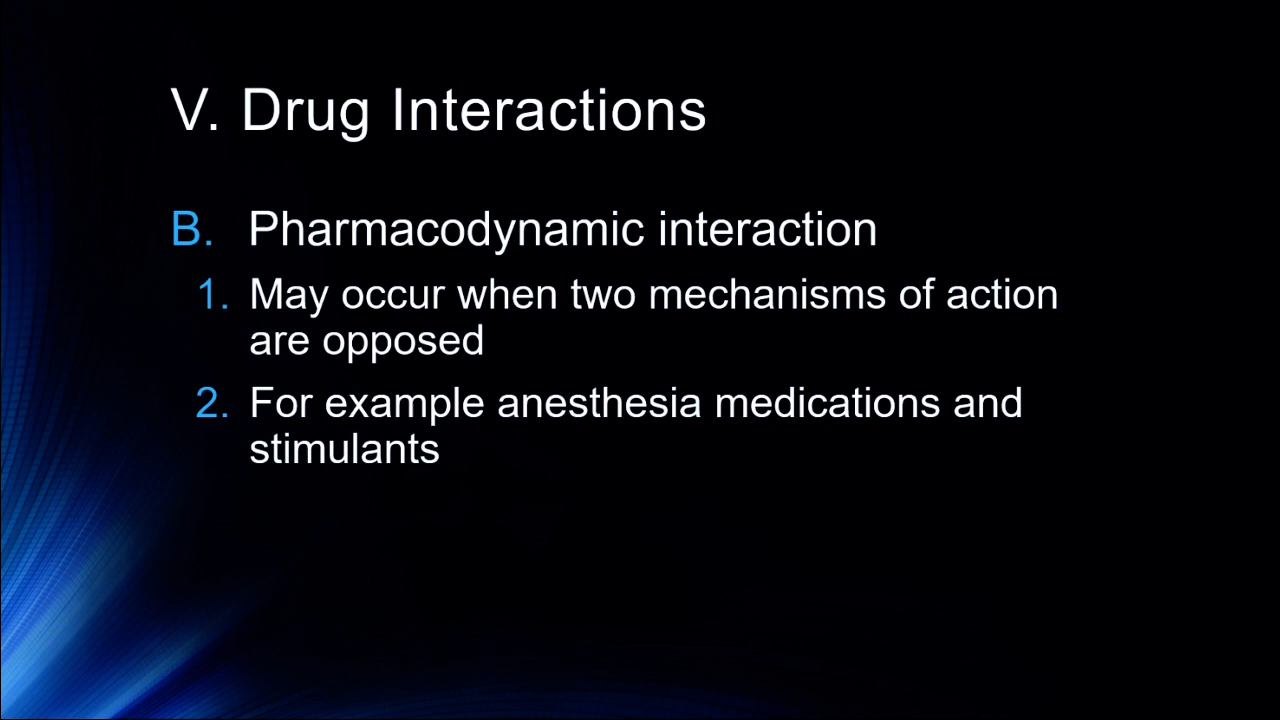 V. Drug Interactions
B. Pharmacodynamic interaction
1. May occur when two mechanisms of action
are opposed
2. For example anesthesia medications and
stimulants